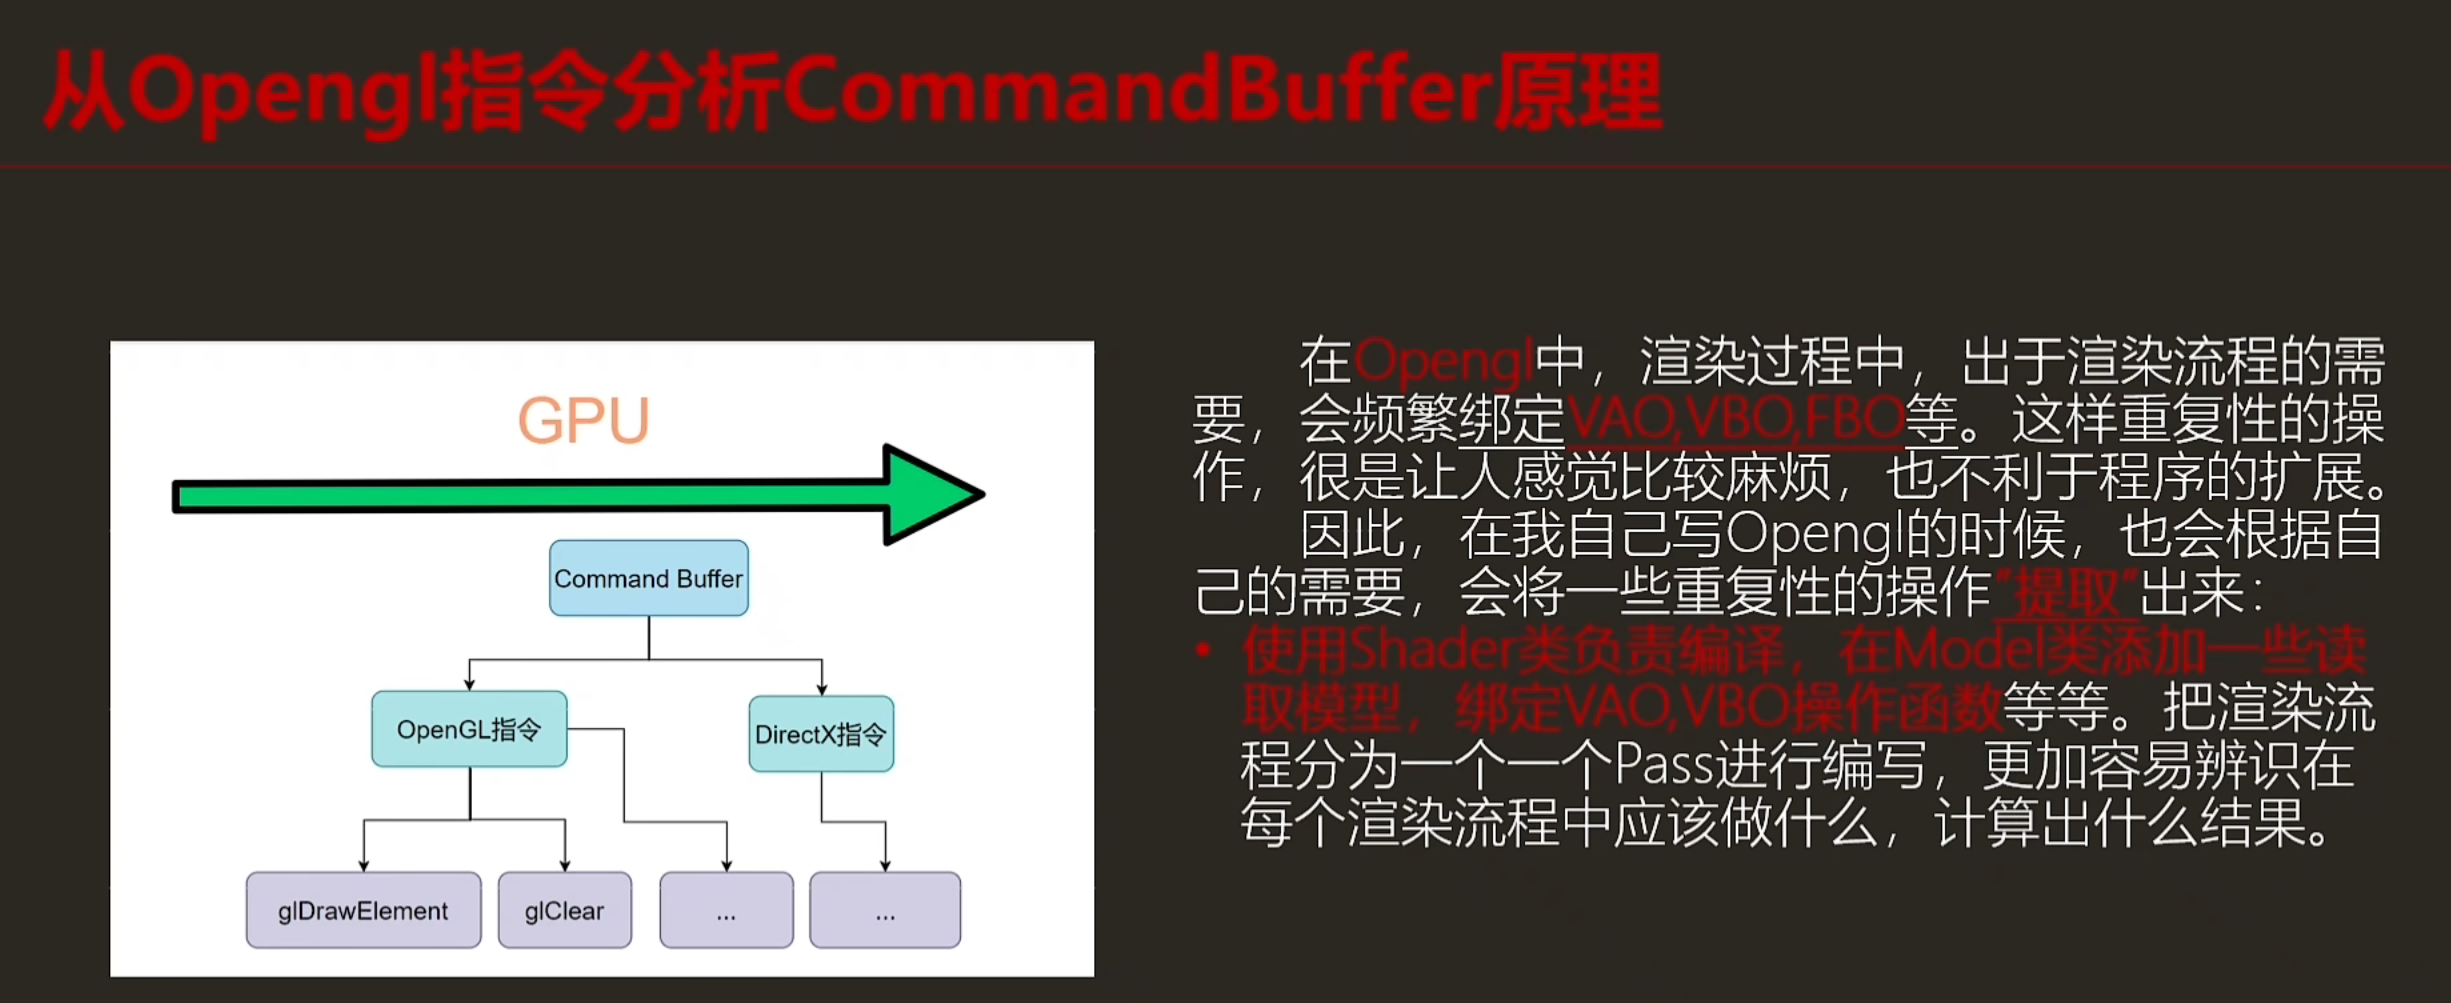 从Opengl指令分析CommandBuffer原理
GPU
Command Buffer
OpenGL指令
DirectX指令
glDrawElement
glClear
...
...
在Opengl中，渲染过程中，出于渲染流程的需
要，会频繁绑定VAO,VBO,FBO等。这样重复性的操
作，很是让人感觉比较麻烦，也不利于程序的扩展。
因此，在我自己写Opengl的时候，也会根据自
己的需要，会将一些重复性的操作"提取"出来：
• 使用Shader类负责编译，在Model类添加一些读
取模型，绑定VAO,VBO操作函数等等。把渲染流
程分为一个一个Pass进行编写，更加容易辨识在
每个渲染流程中应该做什么，计算出什么结果。